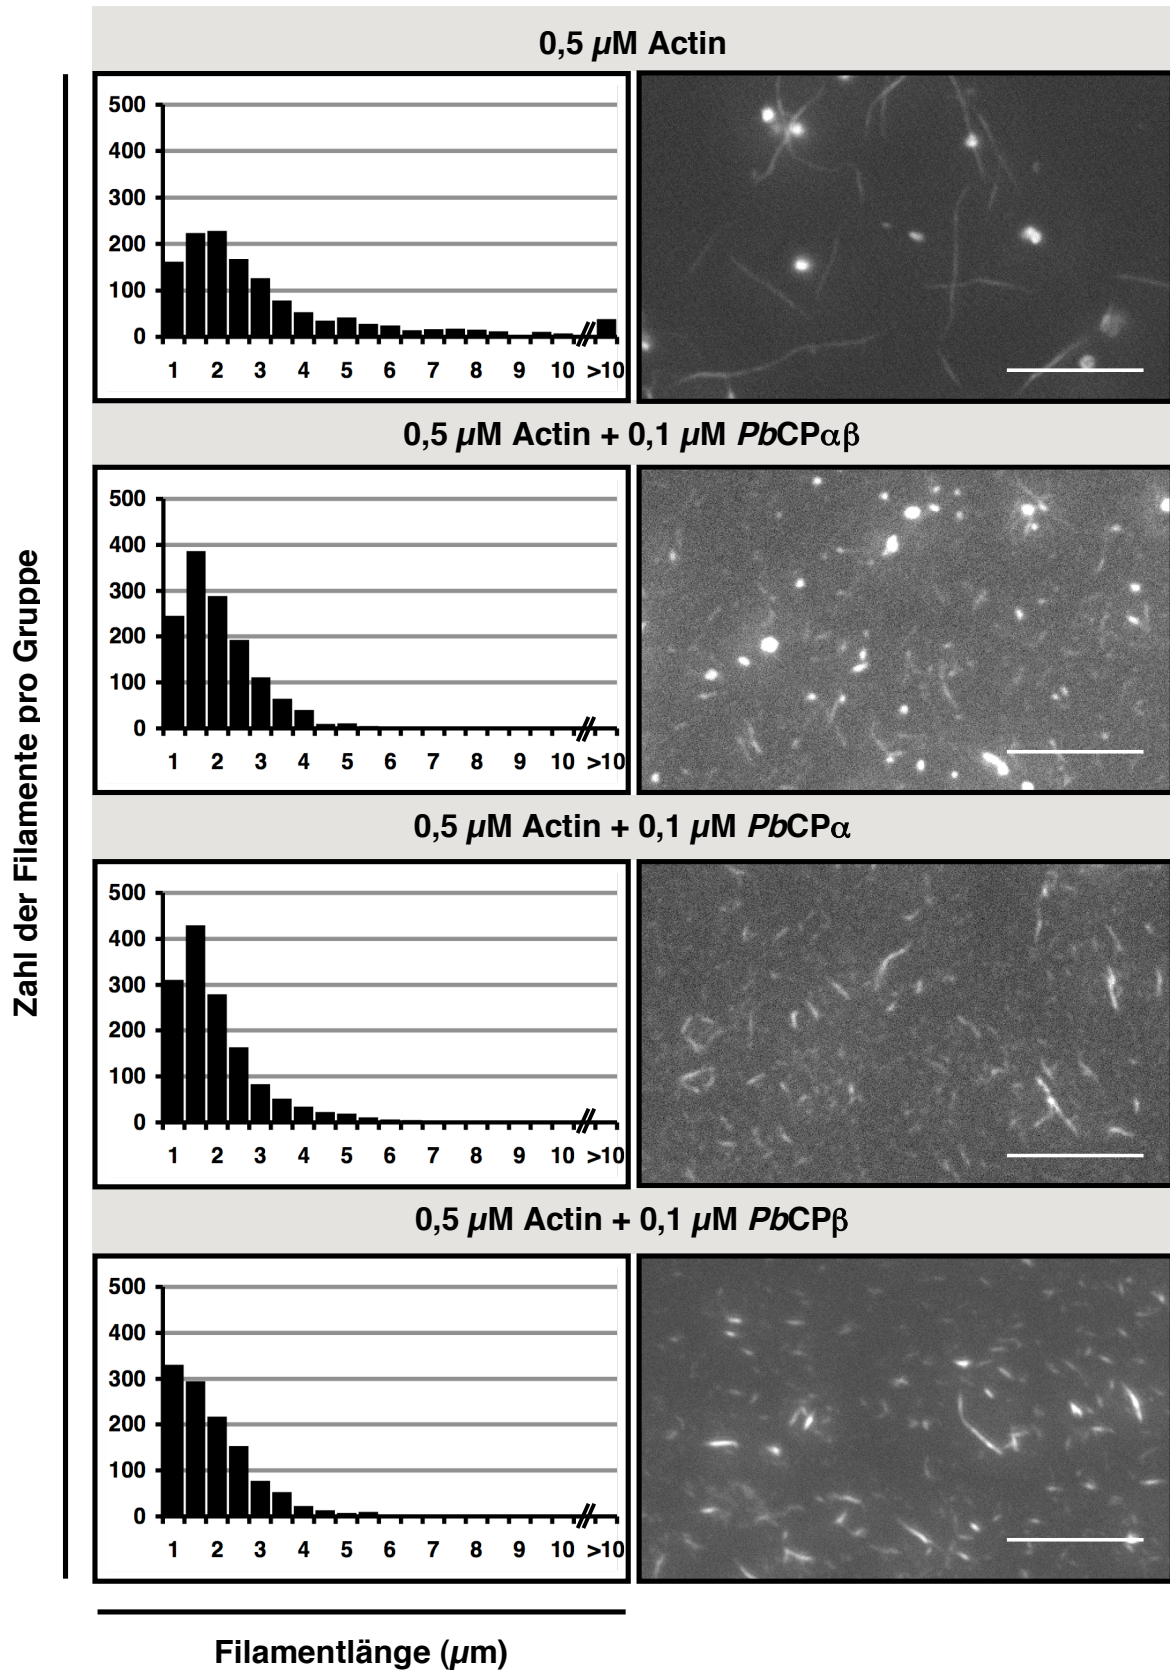 0,5 µM Actin
500
400
300
200
100
0
1 2 3 4 5 6 7 8 9 10 >10
0,5 µM Actin + 0,1 µM PbCPαβ
500
400
300
200
100
0
1 2 3 4 5 6 7 8 9 10 >10
0,5 µM Actin + 0,1 µM PbCPα
500
400
300
200
100
0
1 2 3 4 5 6 7 8 9 10 >10
0,5 µM Actin + 0,1 µM PbCPβ
500
400
300
200
100
0
1 2 3 4 5 6 7 8 9 10 >10
Zahl der Filamente pro Gruppe
Filamentlänge (µm)